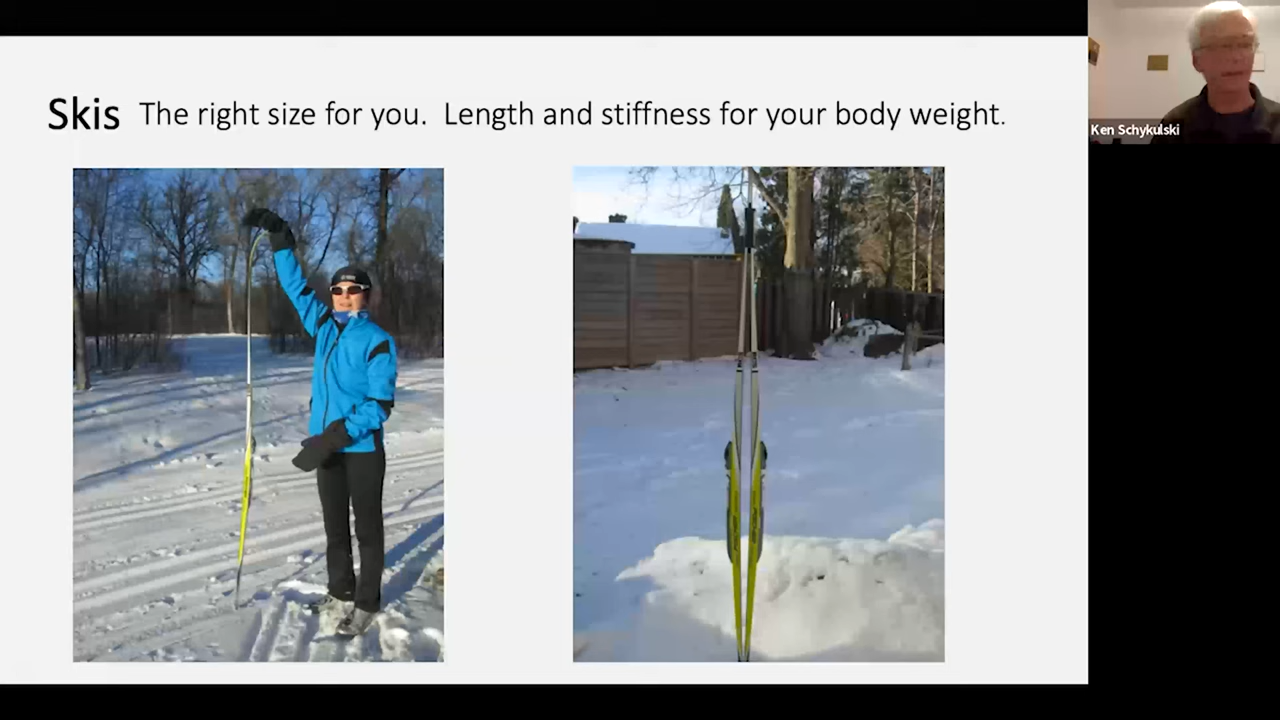 Skis The right size for you. Length and stiffness for your body weight.
Ken Schykulski